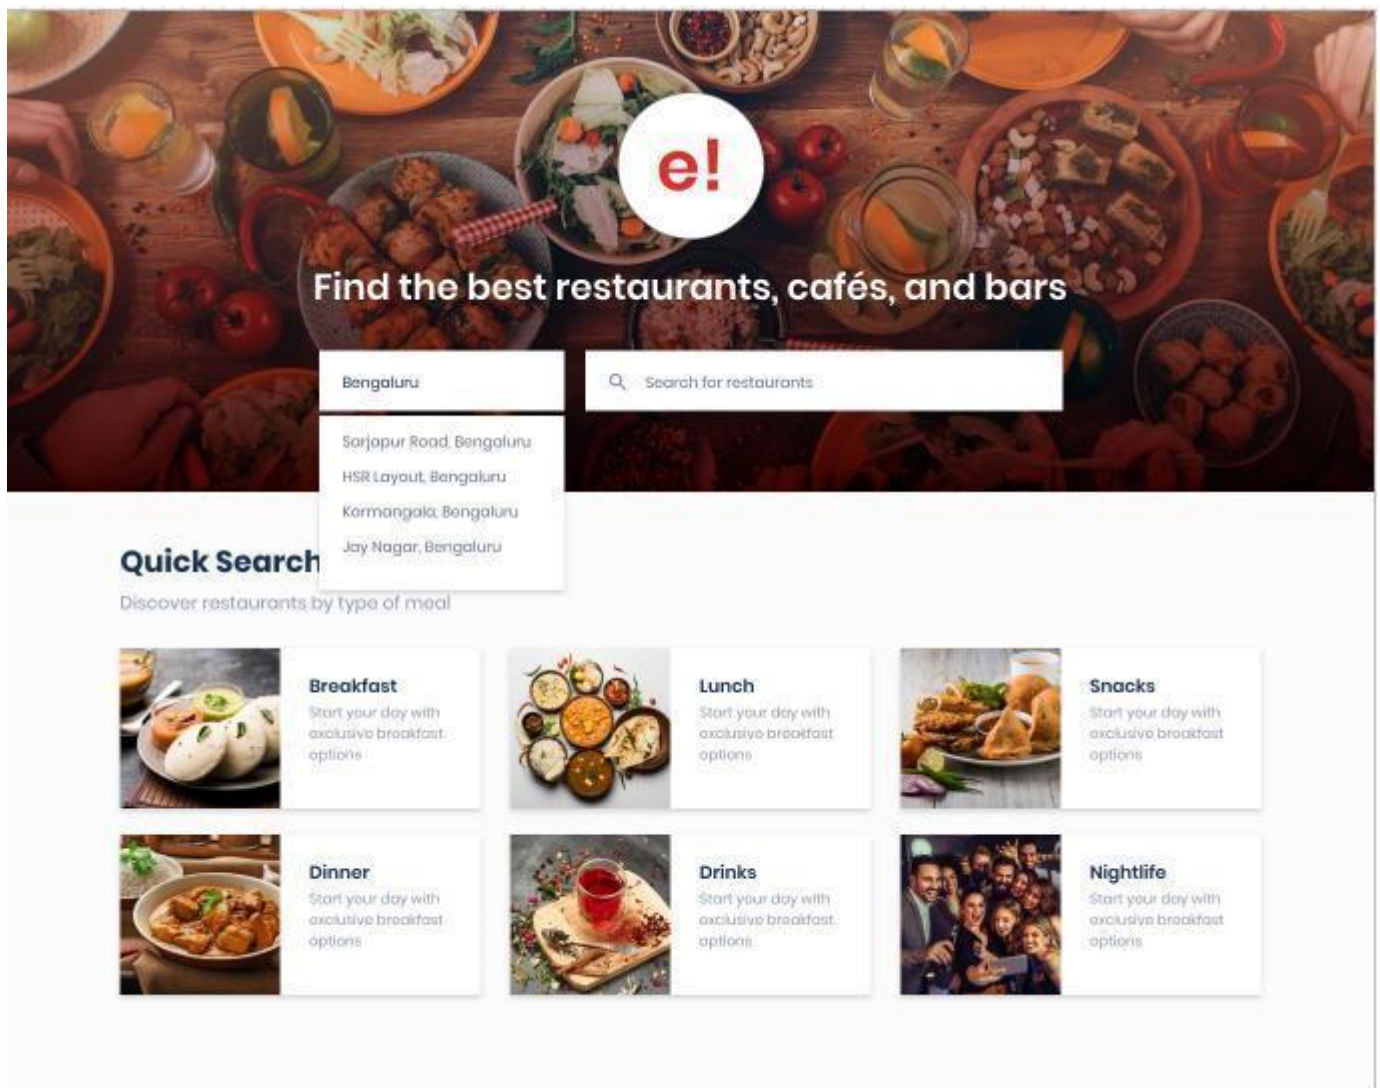 e!
Find the best restaurants, cafés, and bars
Bengaluru
Search for restaurants
Sarjapur Road, Bengaluru
HSR Layout, Bengaluru
Kormangala, Bengaluru
Jay Nagar, Bengaluru
Quick Search
Discover restaurants by type of meal
Breakfast
Start your day with
exclusive breakfast
options
Lunch
Start your day with
exclusive breakfast
options
Snacks
Start your day with
exclusive breakfast
options
Dinner
Start your day with
exclusive breakfast
options
Drinks
Start your day with
exclusive breakfast
options
Nightlife
Start your day with
exclusive breakfast
options